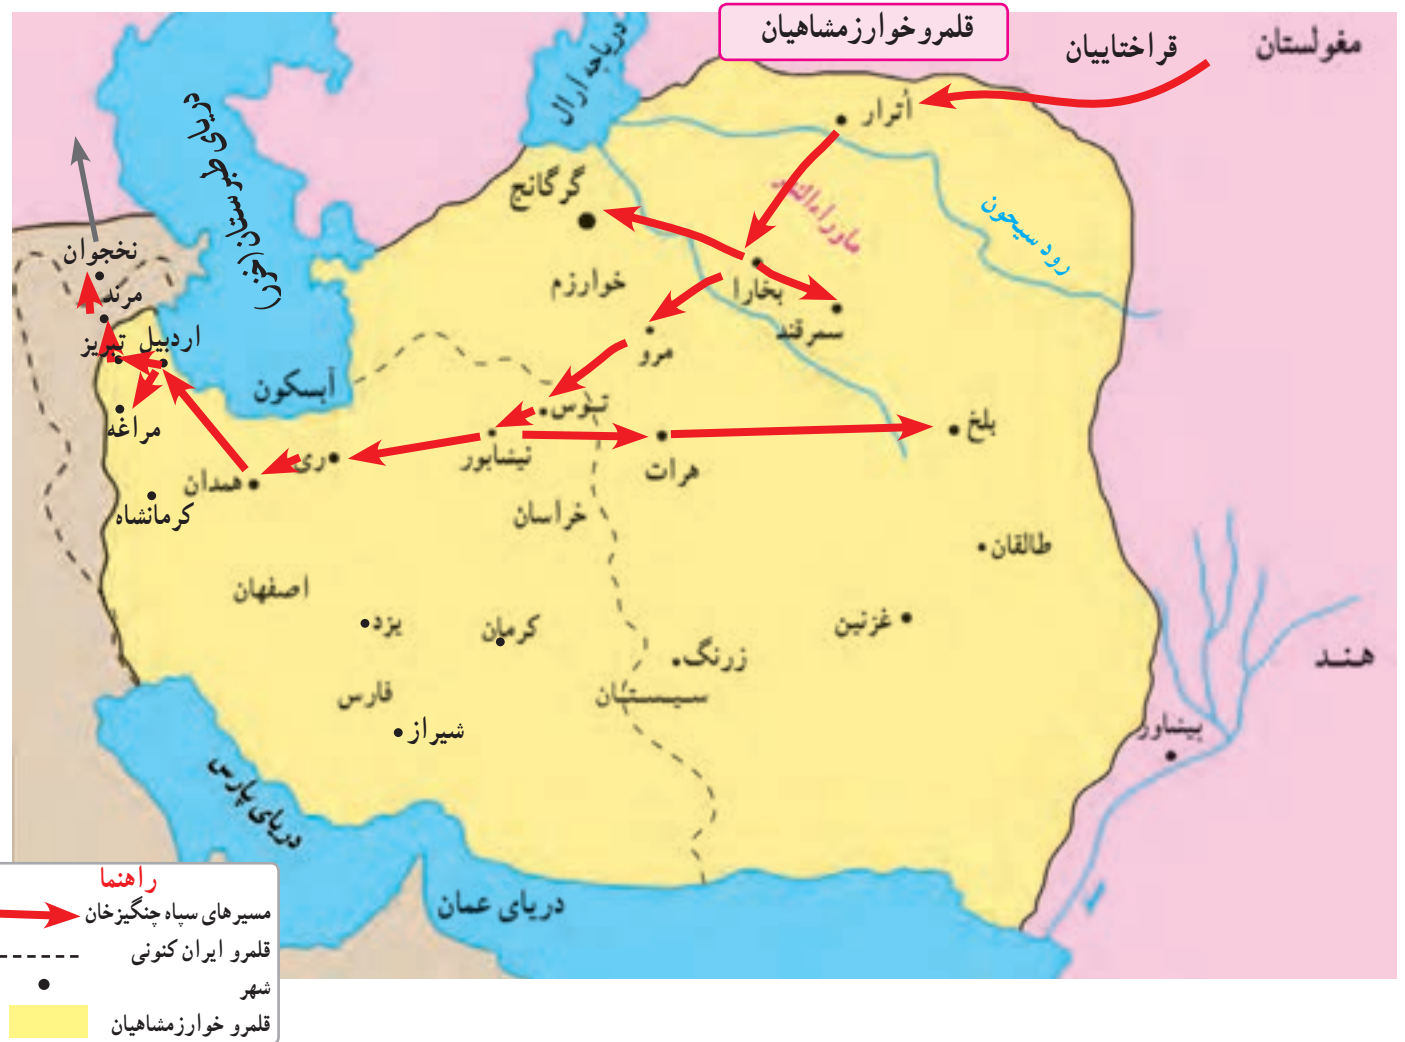 قلمرو خوارزمشاهیان
مغولستان
قراختاییان
دریاچه آرال
اُترار
دریای طبرستان (خزر)
گرگانج
ماوراءالنهر
رود سیحون
نخجوان
خوارزم
بخارا
مرند
سمرقند
اردبیل
تبریز
مرو
آبسکون
توس
مراغه
بلخ
نیشابور
هرات
ری
همدان
کرمانشاه
خراسان
طالقان
اصفهان
یزد
کرمان
غزنین
زرنگ
هند
فارس
سیستان
شیراز
پیشاور
دریای پارس
دریای عمان
راهنما
مسیرهای سپاه چنگیزخان
قلمرو ایران کنونی
شهر
قلمرو خوارزمشاهیان